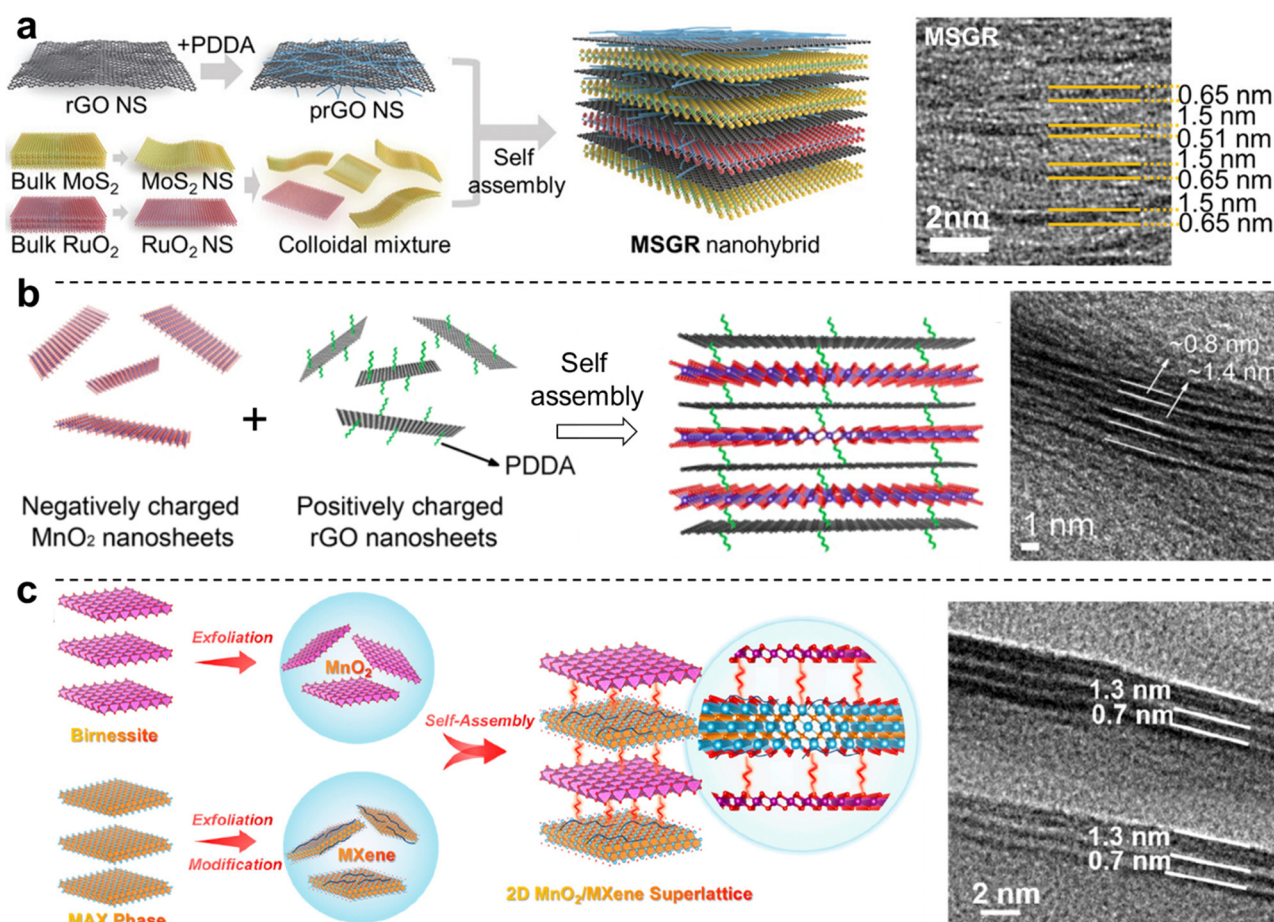 a
+PDDA
rGO NS
prGO NS
Bulk MoS₂
MoS₂ NS
Bulk RuO₂
RuO₂ NS
Colloidal mixture
Self
assembly
MSGR nanohybrid
MSGR
0.65 nm
1.5 nm
0.51 nm
1.5 nm
0.65 nm
1.5 nm
0.65 nm
2nm
b
Negatively charged
MnO₂ nanosheets
+
Positively charged
rGO nanosheets
PDDA
Self
assembly
~0.8 nm
~1.4 nm
1 nm
c
Birnessite
Exfoliation
MnO₂
MAX Phase
Exfoliation
Modification
MXene
Self-Assembly
2D MnO₂/MXene Superlattice
1.3 nm
0.7 nm
1.3 nm
0.7 nm
2 nm